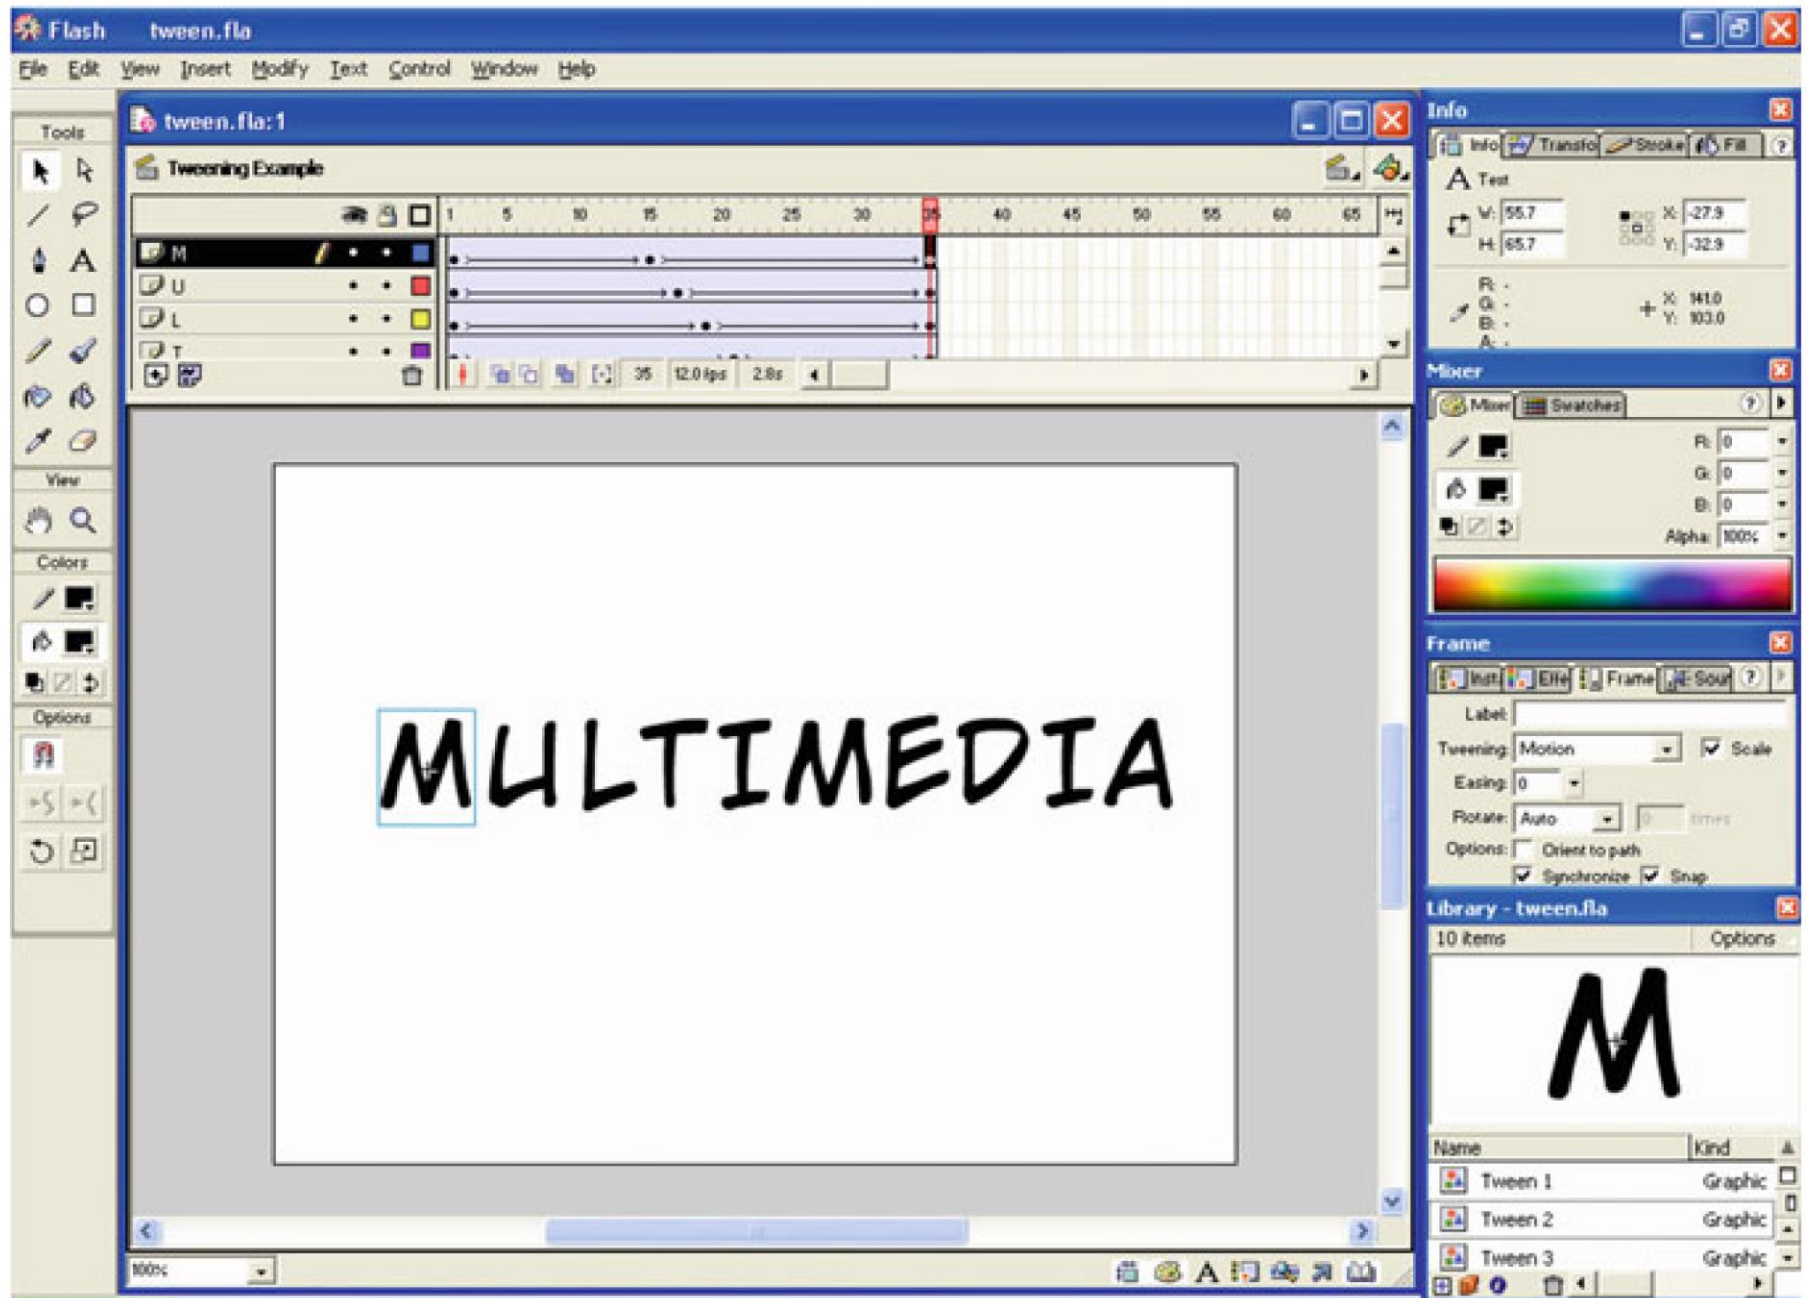 Flash tween.fla
File Edit View Insert Modify Text Control Window Help
Tools
View
Colors
Options
tween.fla:1
Tweening Example
1 5 10 15 20 25 30 35 40 45 50 55 60 65
M
U
L
T
35 12.0 fps 2.8s
MULTIMEDIA
100%
Info
Info Transfo Stroke Fill ?
A Text
W: 55.7 X: -27.9
H: 65.7 Y: -32.9
R: -
G: - X: 141.0
B: - Y: 103.0
A: -
Mixer
Mixer Swatches ?
R: 0
G: 0
B: 0
Alpha: 100%
Frame
Inst Effe Frame Soun ?
Label:
Tweening: Motion Scale
Easing: 0
Rotate: Auto 0 times
Options: Orient to path
Synchronize Snap
Library - tween.fla
10 items Options
M
Name Kind
Tween 1 Graphic
Tween 2 Graphic
Tween 3 Graphic